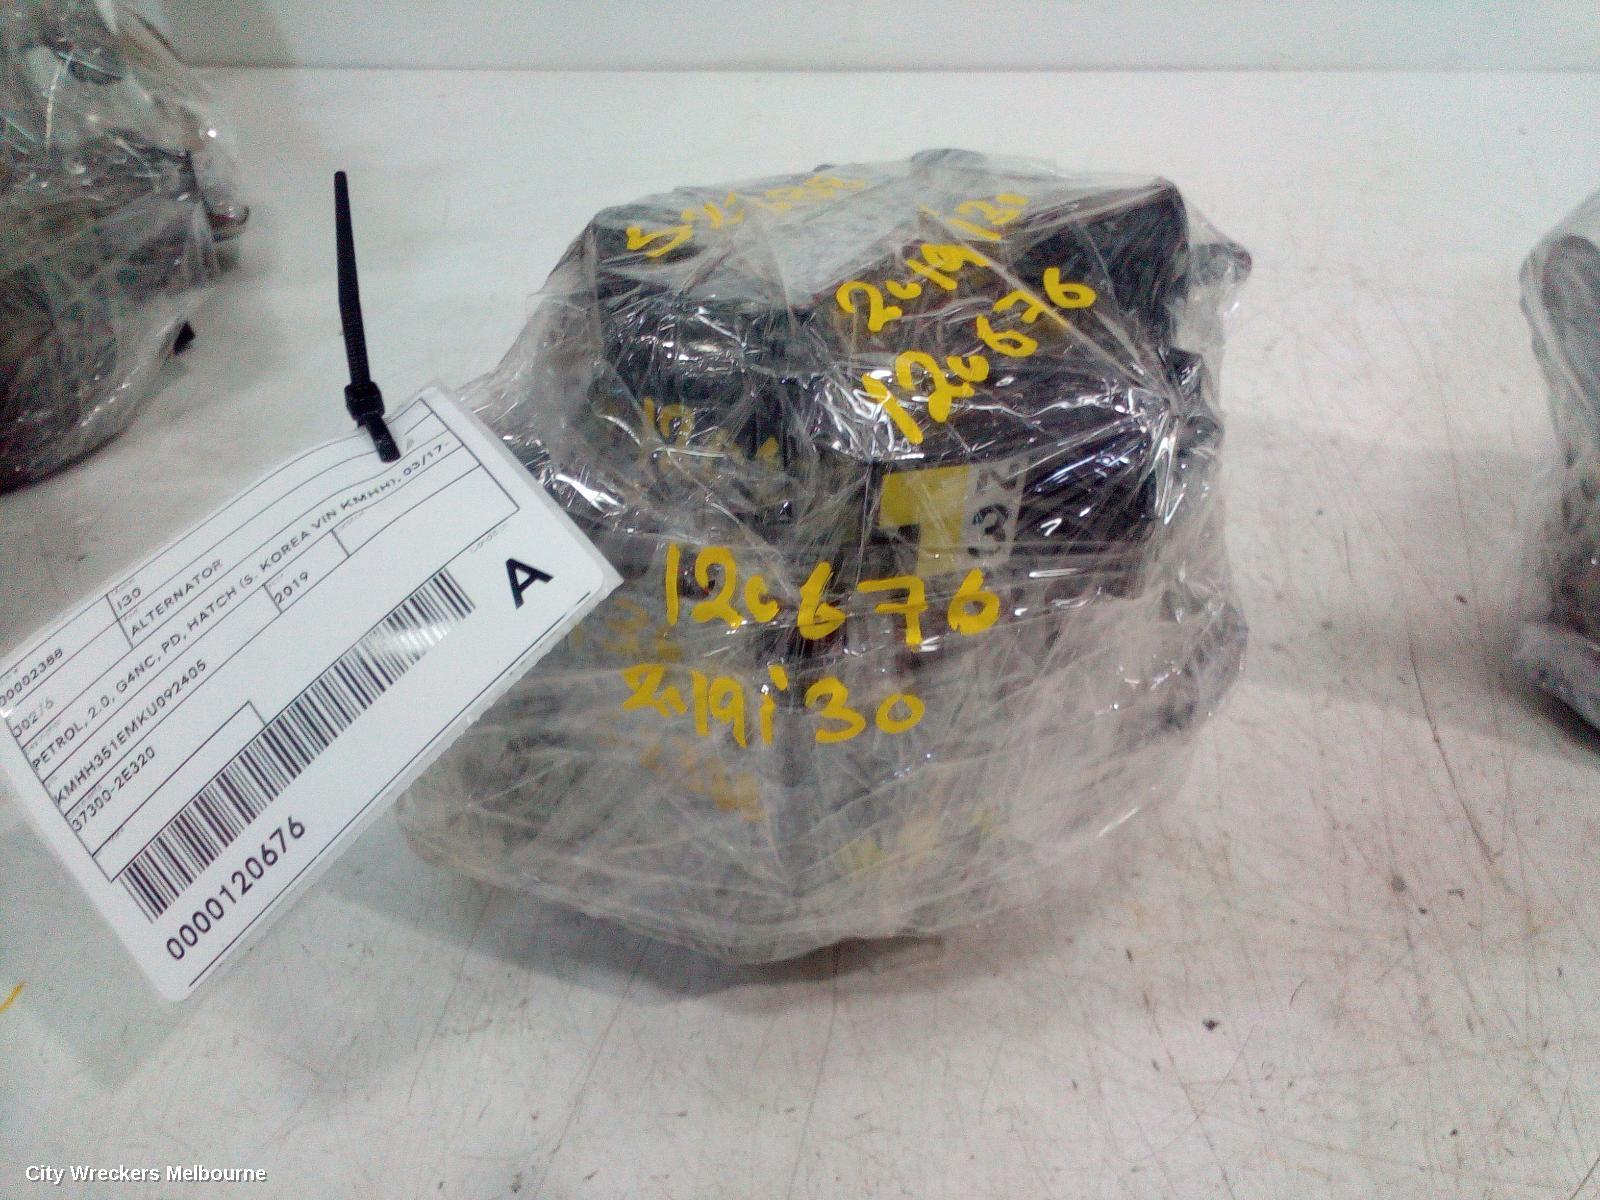 2019 i30
120676
3Z
120676
2019 i30
I30
00002388
ALTERNATOR
PETROL, 2.0, G4NC, PD, HATCH (S. KOREA VIN KMHH), 03/17-
KMHH351EMKU092405
2019
37300-2E320
A
0000120676
City Wreckers Melbourne